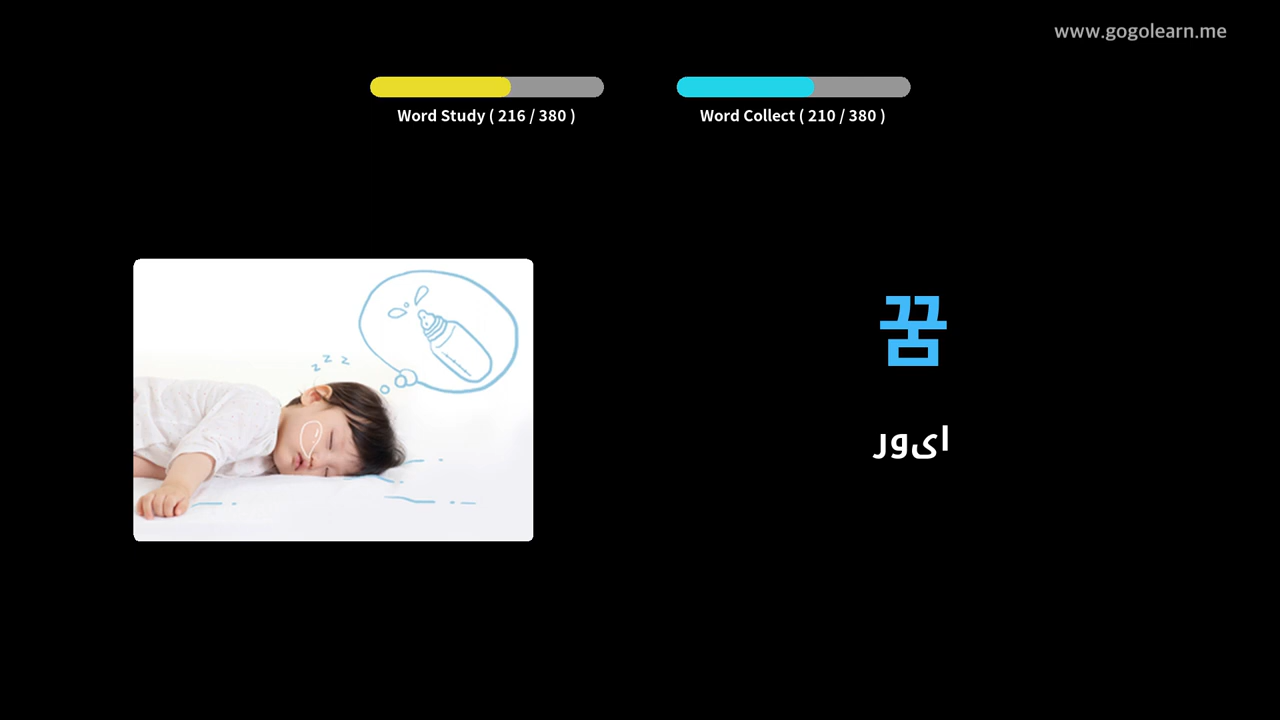 www.gogolearn.me
Word Study ( 216 / 380 )
Word Collect ( 210 / 380 )
z z z
꿈
ایور